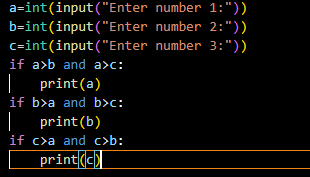 a=int(input("Enter number 1:"))
b=int(input("Enter number 2:"))
c=int(input("Enter number 3:"))
if a>b and a>c:
    print(a)
if b>a and b>c:
    print(b)
if c>a and c>b:
    print(c)